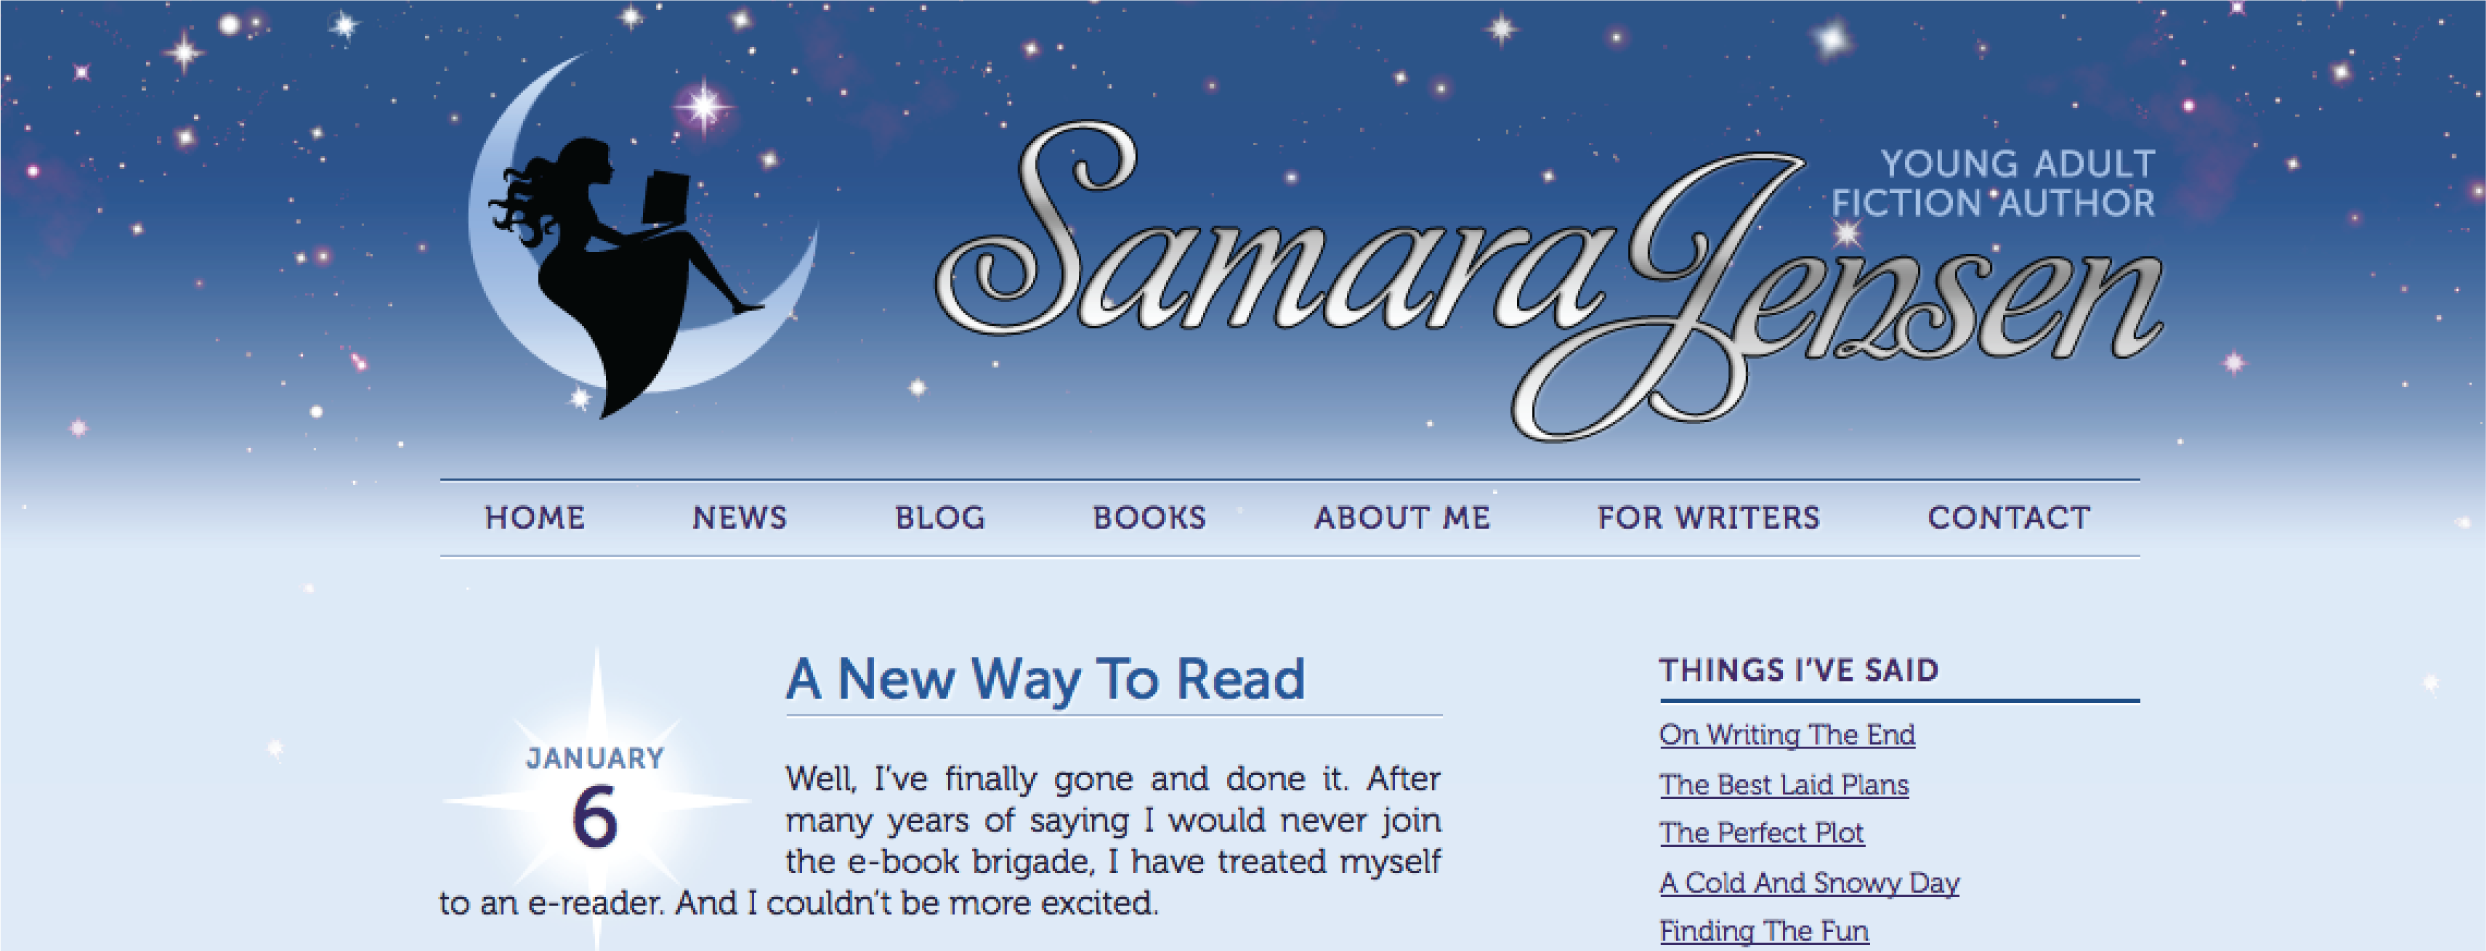 Samara Jensen
YOUNG ADULT
FICTION AUTHOR
HOME NEWS BLOG BOOKS ABOUT ME FOR WRITERS CONTACT
JANUARY
6
A New Way To Read
Well, I've finally gone and done it. After
many years of saying I would never join
the e-book brigade, I have treated myself
to an e-reader. And I couldn't be more excited.
THINGS I'VE SAID
On Writing The End
The Best Laid Plans
The Perfect Plot
A Cold And Snowy Day
Finding The Fun